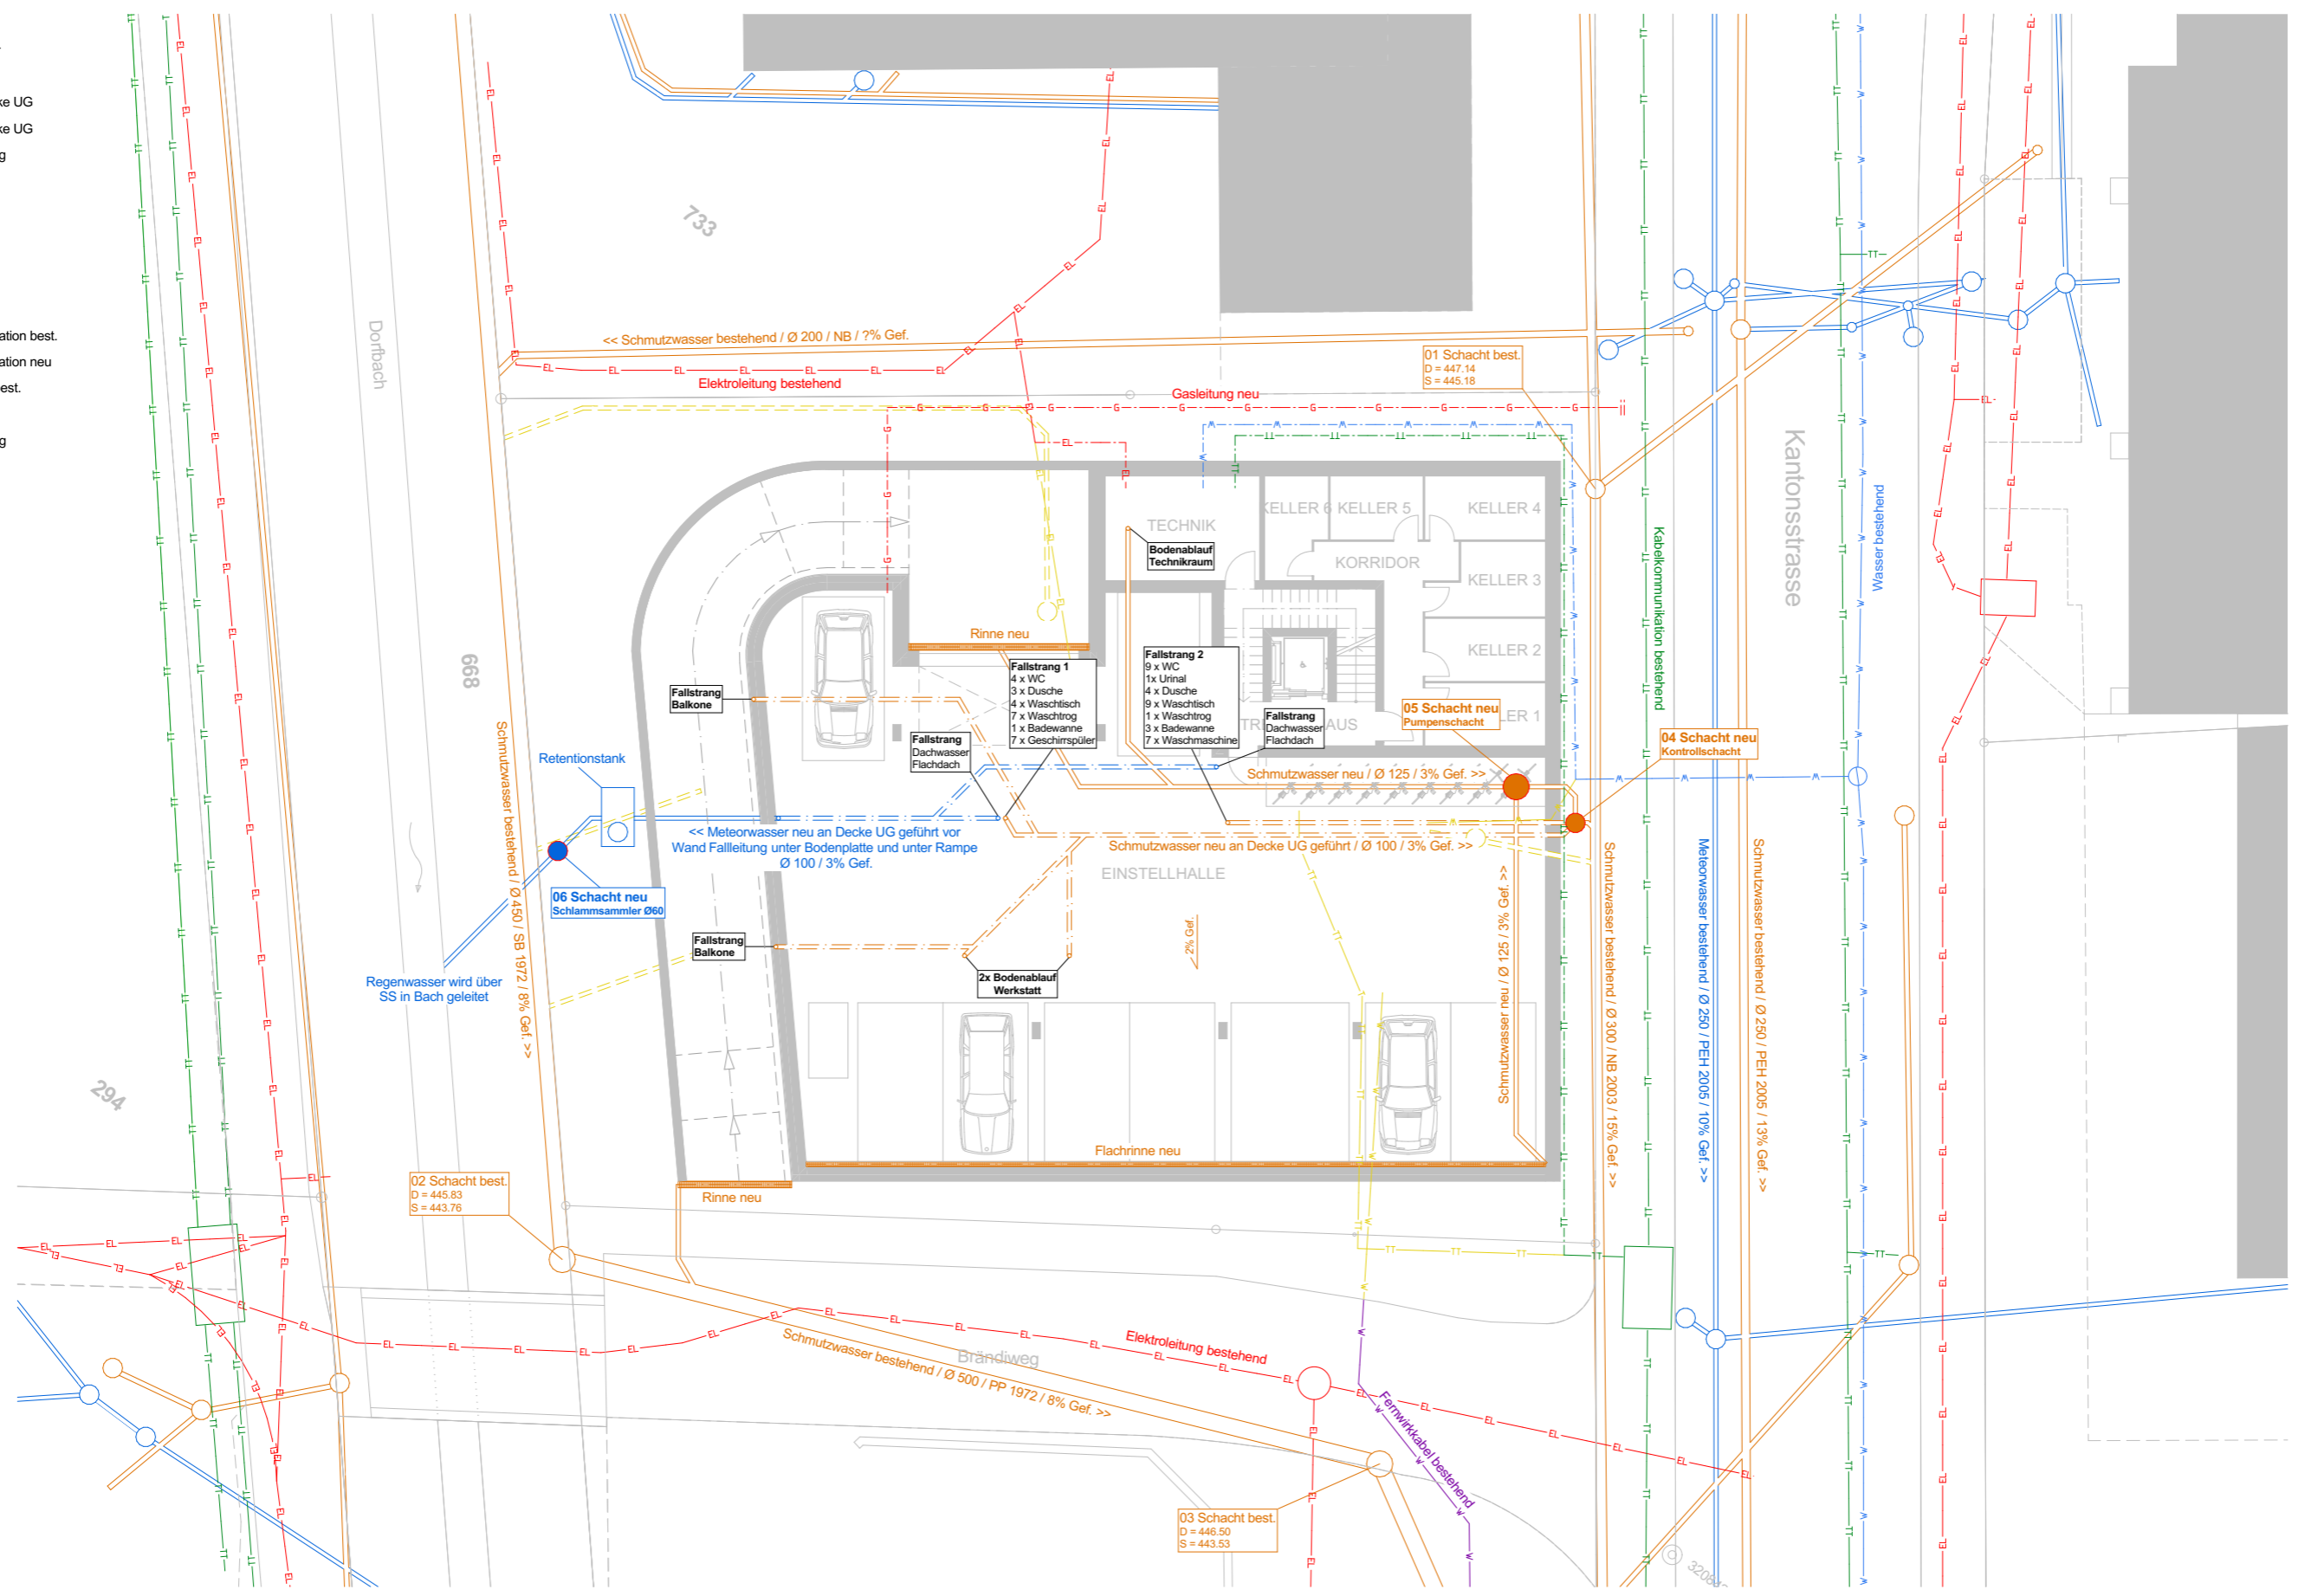 ke UG
ke UG
g
ation best.
ation neu
est.
g
733
Dorfbach
668
294
<< Schmutzwasser bestehend / Ø 200 / NB / ?% Gef.
Elektroleitung bestehend
Gasleitung neu
01 Schacht best.
D = 447.14
S = 445.18
Kantonsstrasse
Wasser bestehend
Kabelkommunikation bestehend
TECHNIK
KELLER 6
KELLER 5
KELLER 4
Bodenablauf
Technikraum
KORRIDOR
KELLER 3
KELLER 2
Rinne neu
Fallstrang 1
4 x WC
3 x Dusche
4 x Waschtisch
7 x Waschtrog
1 x Badewanne
7 x Geschirrspüler
Fallstrang 2
9 x WC
1x Urinal
4 x Dusche
9 x Waschtisch
1 x Waschtrog
3 x Badewanne
7 x Waschmaschine
Fallstrang
Balkone
Fallstrang
Dachwasser
Flachdach
Fallstrang
Dachwasser
Flachdach
05 Schacht neu
Pumpenschacht
04 Schacht neu
Kontrollschacht
Retentionstank
Schmutzwasser neu / Ø 125 / 3% Gef. >>
<< Meteorwasser neu an Decke UG geführt vor
Wand Fallleitung unter Bodenplatte und unter Rampe
Ø 100 / 3% Gef.
Schmutzwasser neu an Decke UG geführt / Ø 100 / 3% Gef. >>
EINSTELLHALLE
06 Schacht neu
Schlammsammler Ø60
Schmutzwasser bestehend / Ø 450 / SB 1972 / 8% Gef. >>
Fallstrang
Balkone
2% Gef.
2x Bodenablauf
Werkstatt
Regenwasser wird über
SS in Bach geleitet
Schmutzwasser neu / Ø 125 / 3% Gef. >>
Schmutzwasser bestehend / Ø 300 / NB 2003 / 15% Gef. >>
Meteorwasser bestehend / Ø 250 / PEH 2005 / 10% Gef. >>
Schmutzwasser bestehend / Ø 250 / PEH 2005 / 13% Gef. >>
Flachrinne neu
Rinne neu
02 Schacht best.
D = 445.83
S = 443.76
Elektroleitung bestehend
Brändiweg
Schmutzwasser bestehend / Ø 500 / PP 1972 / 8% Gef. >>
Fernwirkkabel bestehend
03 Schacht best.
D = 446.50
S = 443.53